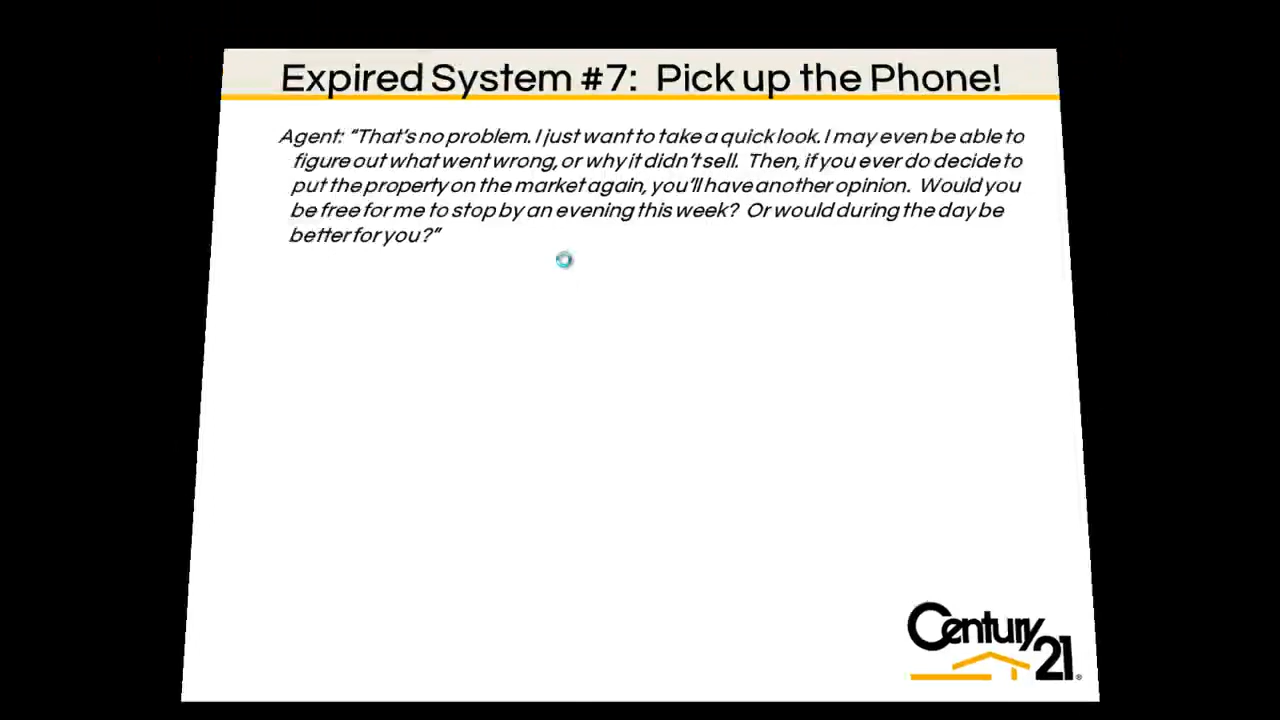 Expired System #7: Pick up the Phone!
Agent: “That’s no problem. I just want to take a quick look. I may even be able to
figure out what went wrong, or why it didn’t sell. Then, if you ever do decide to
put the property on the market again, you’ll have another opinion. Would you
be free for me to stop by an evening this week? Or would during the day be
better for you?”
Century
21®